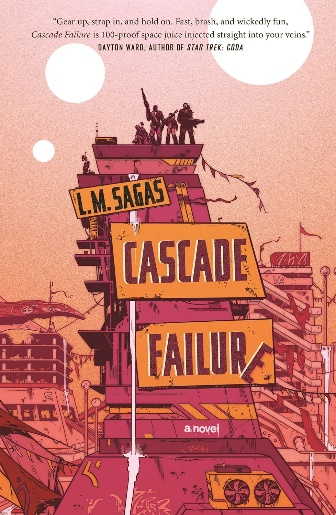 “Gear up, strap in, and hold on. Fast, brash, and wickedly fun,
Cascade Failure is 100-proof space juice injected straight into your veins.”
DAYTON WARD, AUTHOR OF STAR TREK: CODA
L.M. SAGAS
CASCADE
FAILURE
a novel